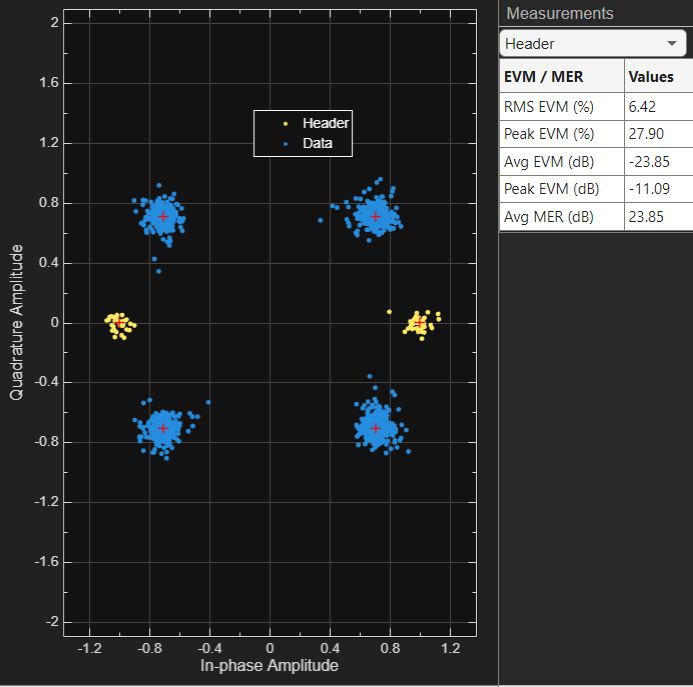 Measurements
Header
EVM / MER Values
RMS EVM (%) 6.42
Peak EVM (%) 27.90
Avg EVM (dB) -23.85
Peak EVM (dB) -11.09
Avg MER (dB) 23.85
Header
Data
2
1.6
1.2
0.8
0.4
0
-0.4
-0.8
-1.2
-1.6
-2
Quadrature Amplitude
-1.2 -0.8 -0.4 0 0.4 0.8 1.2
In-phase Amplitude